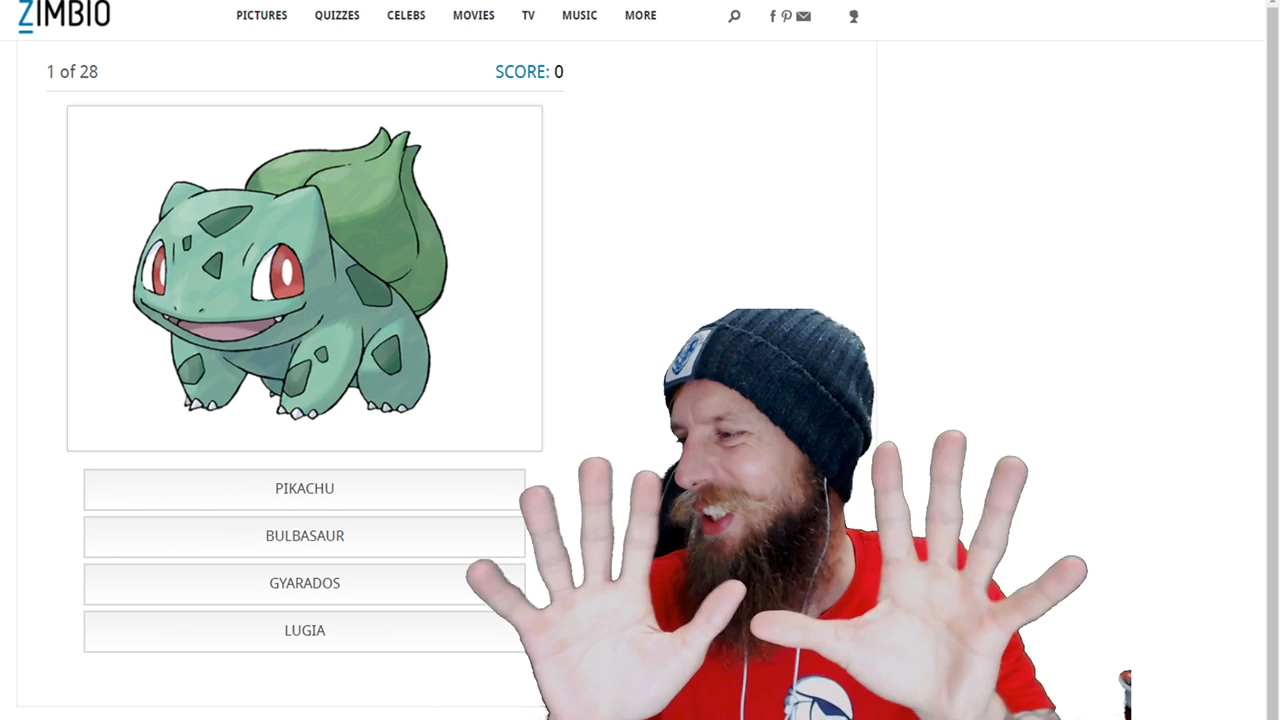 ZIMBIO
PICTURES QUIZZES CELEBS MOVIES TV MUSIC MORE
1 of 28 SCORE: 0
PIKACHU
BULBASAUR
GYARADOS
LUGIA